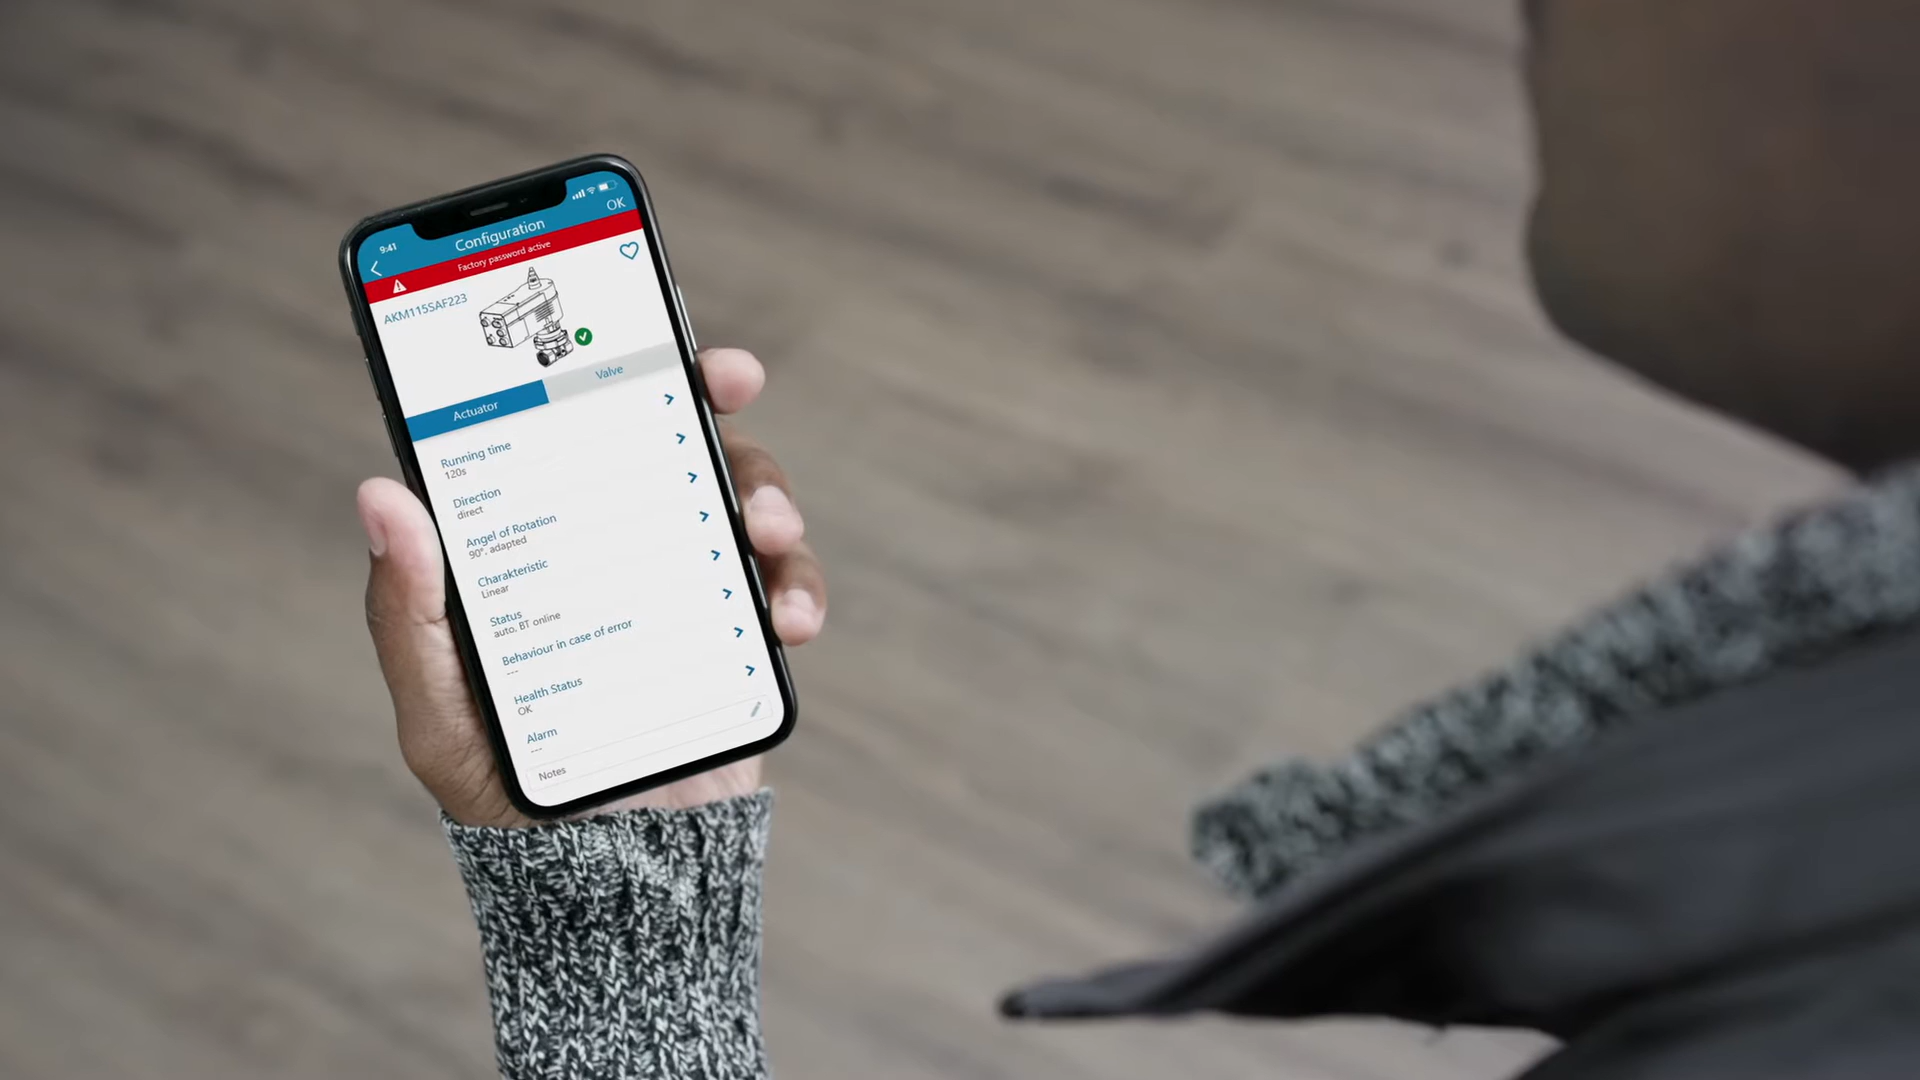 9:41
OK
Configuration
Factory password active
AKM115SAF223
Actuator
Valve
Running time
120s
Direction
direct
Angel of Rotation
90°, adapted
Charakteristic
Linear
Status
auto. BT online
Behaviour in case of error
---
Health Status
OK
Alarm
---
Notes